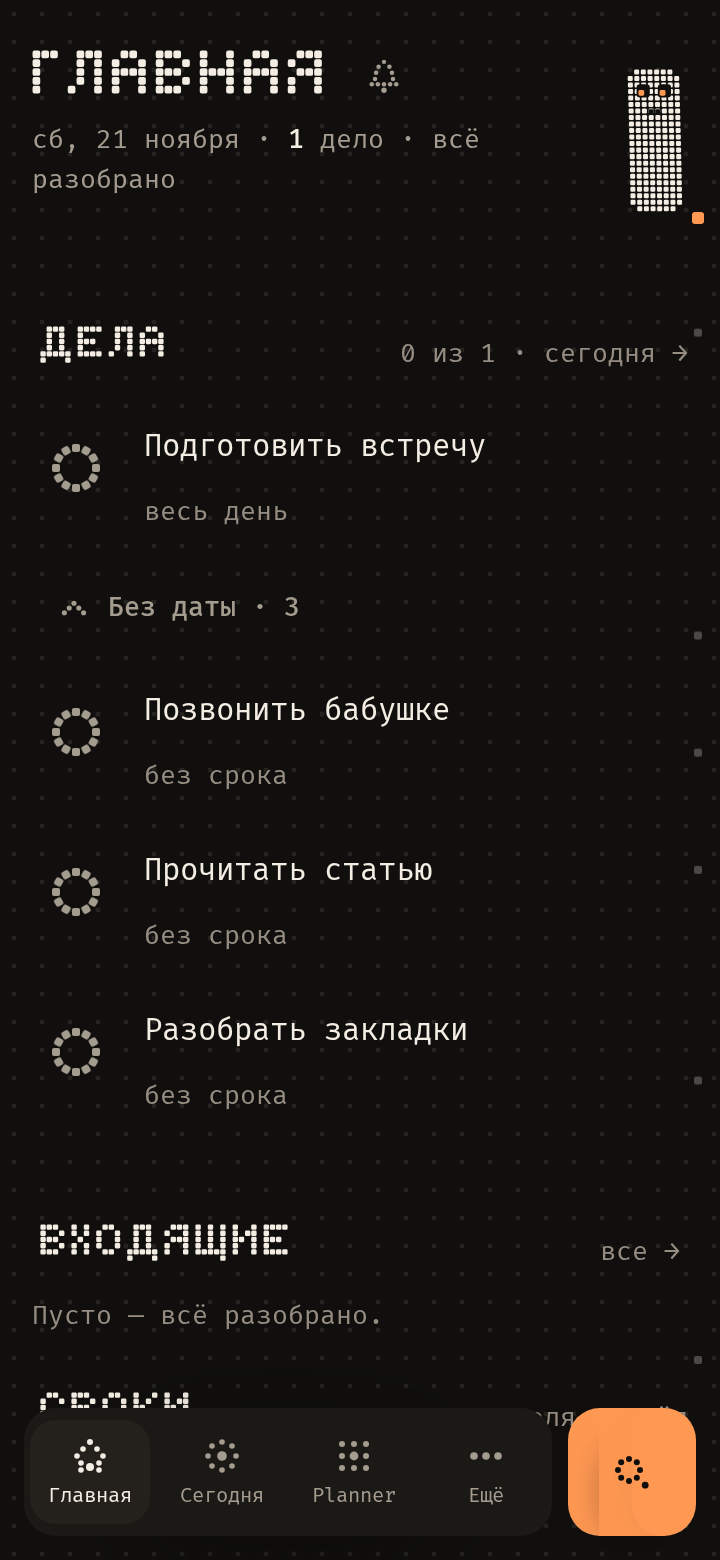 ГЛАВНАЯ
сб, 21 ноября · 1 дело · всё
разобрано
ДЕЛА
0 из 1 · сегодня →
Подготовить встречу
весь день
Без даты · 3
Позвонить бабушке
без срока
Прочитать статью
без срока
Разобрать закладки
без срока
ВХОДЯЩИЕ
все →
Пусто — всё разобрано.
Главная
Сегодня
Planner
Ещё